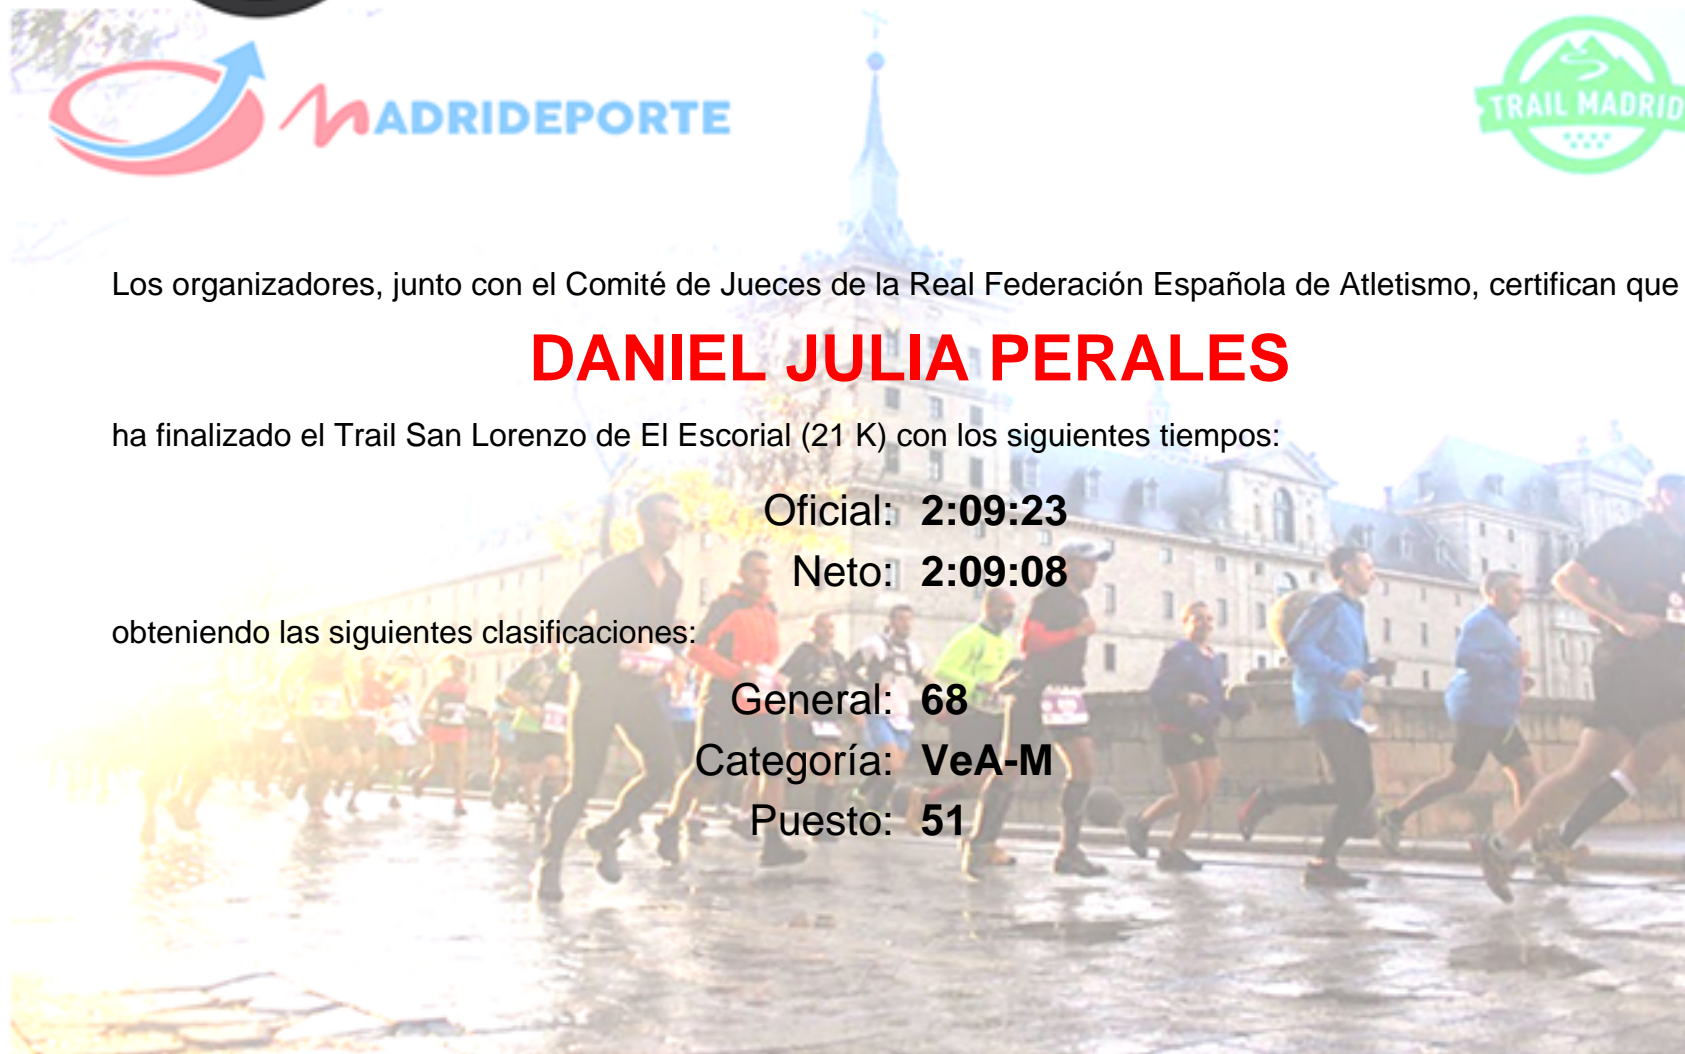 MADRIDEPORTE
TRAIL MADRID
Los organizadores, junto con el Comité de Jueces de la Real Federación Española de Atletismo, certifican que
DANIEL JULIA PERALES
ha finalizado el Trail San Lorenzo de El Escorial (21 K) con los siguientes tiempos:
Oficial: 2:09:23
Neto: 2:09:08
obteniendo las siguientes clasificaciones:
General: 68
Categoría: VeA-M
Puesto: 51